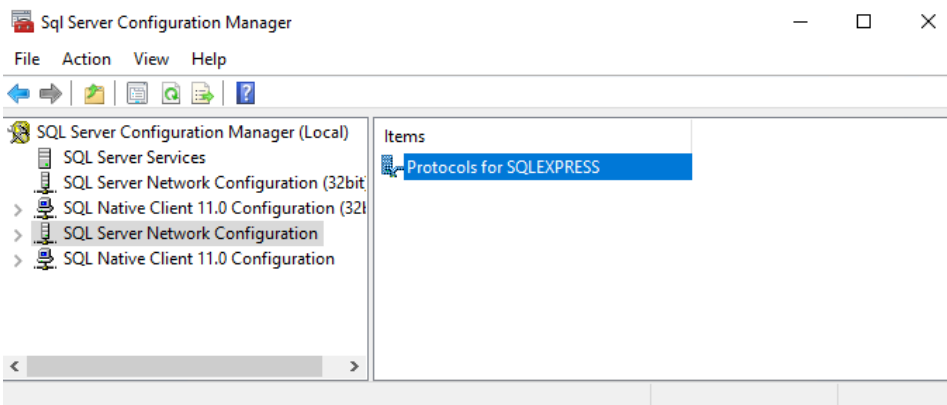 Sql Server Configuration Manager
File Action View Help
SQL Server Configuration Manager (Local)
SQL Server Services
SQL Server Network Configuration (32bit
SQL Native Client 11.0 Configuration (32b
SQL Server Network Configuration
SQL Native Client 11.0 Configuration
Items
Protocols for SQLEXPRESS